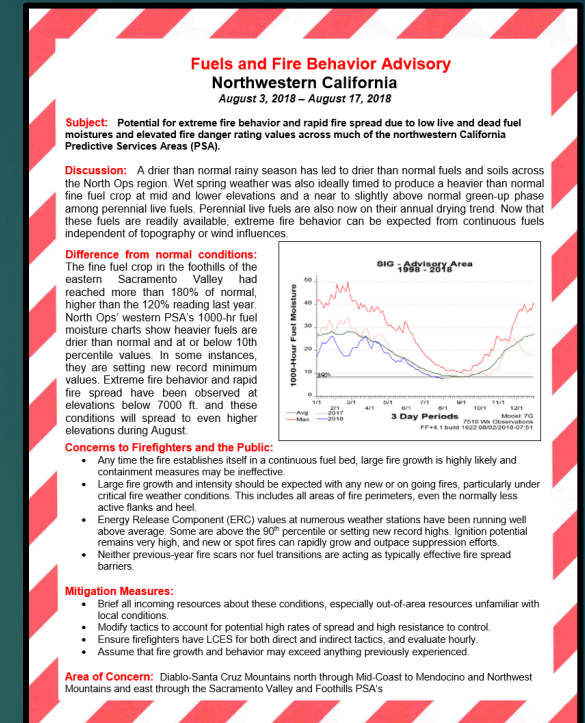 Fuels and Fire Behavior Advisory
Northwestern California
August 3, 2018 – August 17, 2018
Subject: Potential for extreme fire behavior and rapid fire spread due to low live and dead fuel
moistures and elevated fire danger rating values across much of the northwestern California
Predictive Services Areas (PSA).
Discussion: A drier than normal rainy season has led to drier than normal fuels and soils across
the North Ops region. Wet spring weather was also ideally timed to produce a heavier than normal
fine fuel crop at mid and lower elevations and a near to slightly above normal green-up phase
among perennial live fuels. Perennial live fuels are also now on their annual drying trend. Now that
these fuels are readily available, extreme fire behavior can be expected from continuous fuels
independent of topography or wind influences.
Difference from normal conditions:
The fine fuel crop in the foothills of the
eastern Sacramento Valley had
reached more than 180% of normal,
higher than the 120% reading last year.
North Ops' western PSA's 1000-hr fuel
moisture charts show heavier fuels are
drier than normal and at or below 10th
percentile values. In some instances,
they are setting new record minimum
values. Extreme fire behavior and rapid
fire spread have been observed at
elevations below 7000 ft. and these
conditions will spread to even higher
elevations during August.
SIG - Advisory Area
1998 - 2018
1000-Hour Fuel Moisture
50
40
30
20
10
0
1/1 3/1 5/1 7/1 9/1 11/1
2/1 4/1 6/1 8/1 10/1 12/1
Avg 2017
Max 2018
3 Day Periods
Model: 7G
7510 Wx Observations
FF+4.1 build 1622 08/02/2018-07:51
Concerns to Firefighters and the Public:
• Any time the fire establishes itself in a continuous fuel bed, large fire growth is highly likely and
containment measures may be ineffective.
• Large fire growth and intensity should be expected with any new or on going fires, particularly under
critical fire weather conditions. This includes all areas of fire perimeters, even the normally less
active flanks and heel.
• Energy Release Component (ERC) values at numerous weather stations have been running well
above average. Some are above the 90th percentile or setting new record highs. Ignition potential
remains very high, and new or spot fires can rapidly grow and outpace suppression efforts.
• Neither previous-year fire scars nor fuel transitions are acting as typically effective fire spread
barriers.
Mitigation Measures:
• Brief all incoming resources about these conditions, especially out-of-area resources unfamiliar with
local conditions.
• Modify tactics to account for potential high rates of spread and high resistance to control.
• Ensure firefighters have LCES for both direct and indirect tactics, and evaluate hourly.
• Assume that fire growth and behavior may exceed anything previously experienced.
Area of Concern: Diablo-Santa Cruz Mountains north through Mid-Coast to Mendocino and Northwest
Mountains and east through the Sacramento Valley and Foothills PSA's